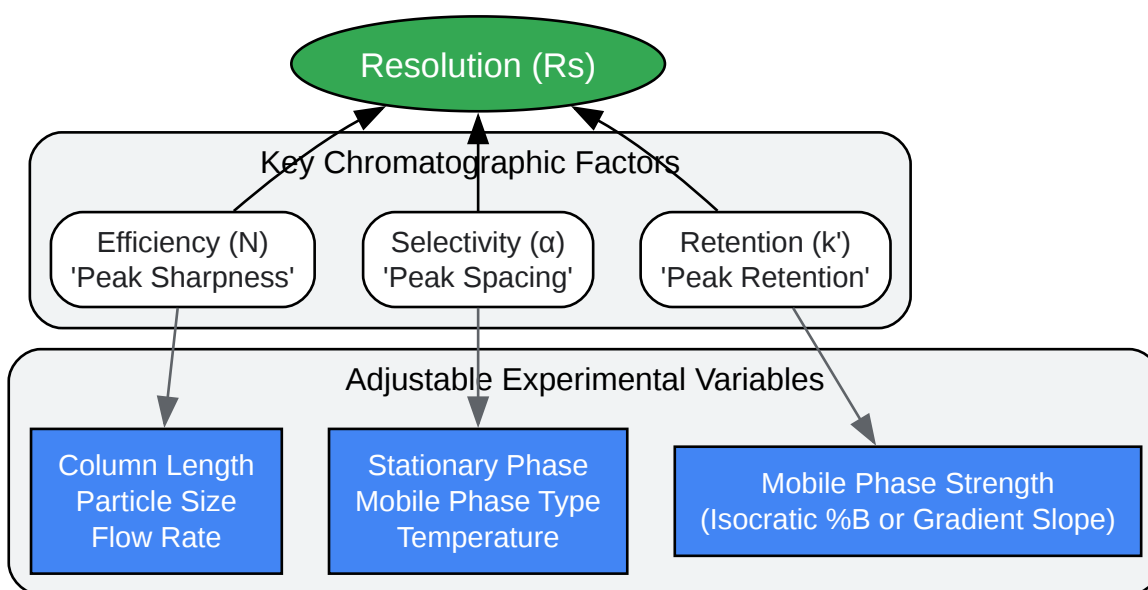 Resolution (Rs)
Key Chromatographic Factors
Efficiency (N)
'Peak Sharpness'
Selectivity (α)
'Peak Spacing'
Retention (k')
'Peak Retention'
Adjustable Experimental Variables
Column Length
Particle Size
Flow Rate
Stationary Phase
Mobile Phase Type
Temperature
Mobile Phase Strength
(Isocratic %B or Gradient Slope)